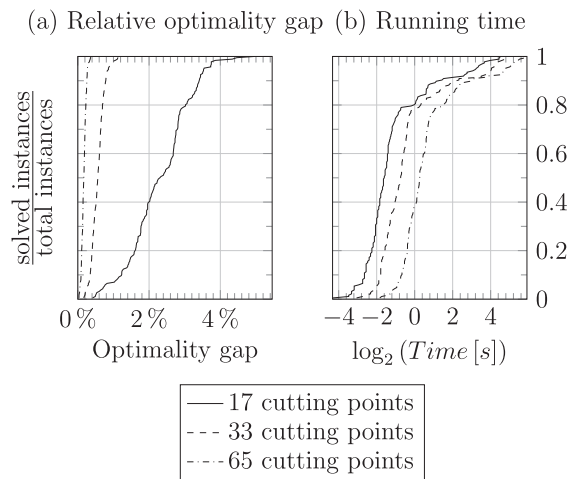 (a) Relative optimality gap (b) Running time
solved instances
total instances
1
0.8
0.6
0.4
0.2
0
0 % 2 % 4 %
−4 −2 0 2 4
Optimality gap
log₂ (Time [s])
17 cutting points
33 cutting points
65 cutting points